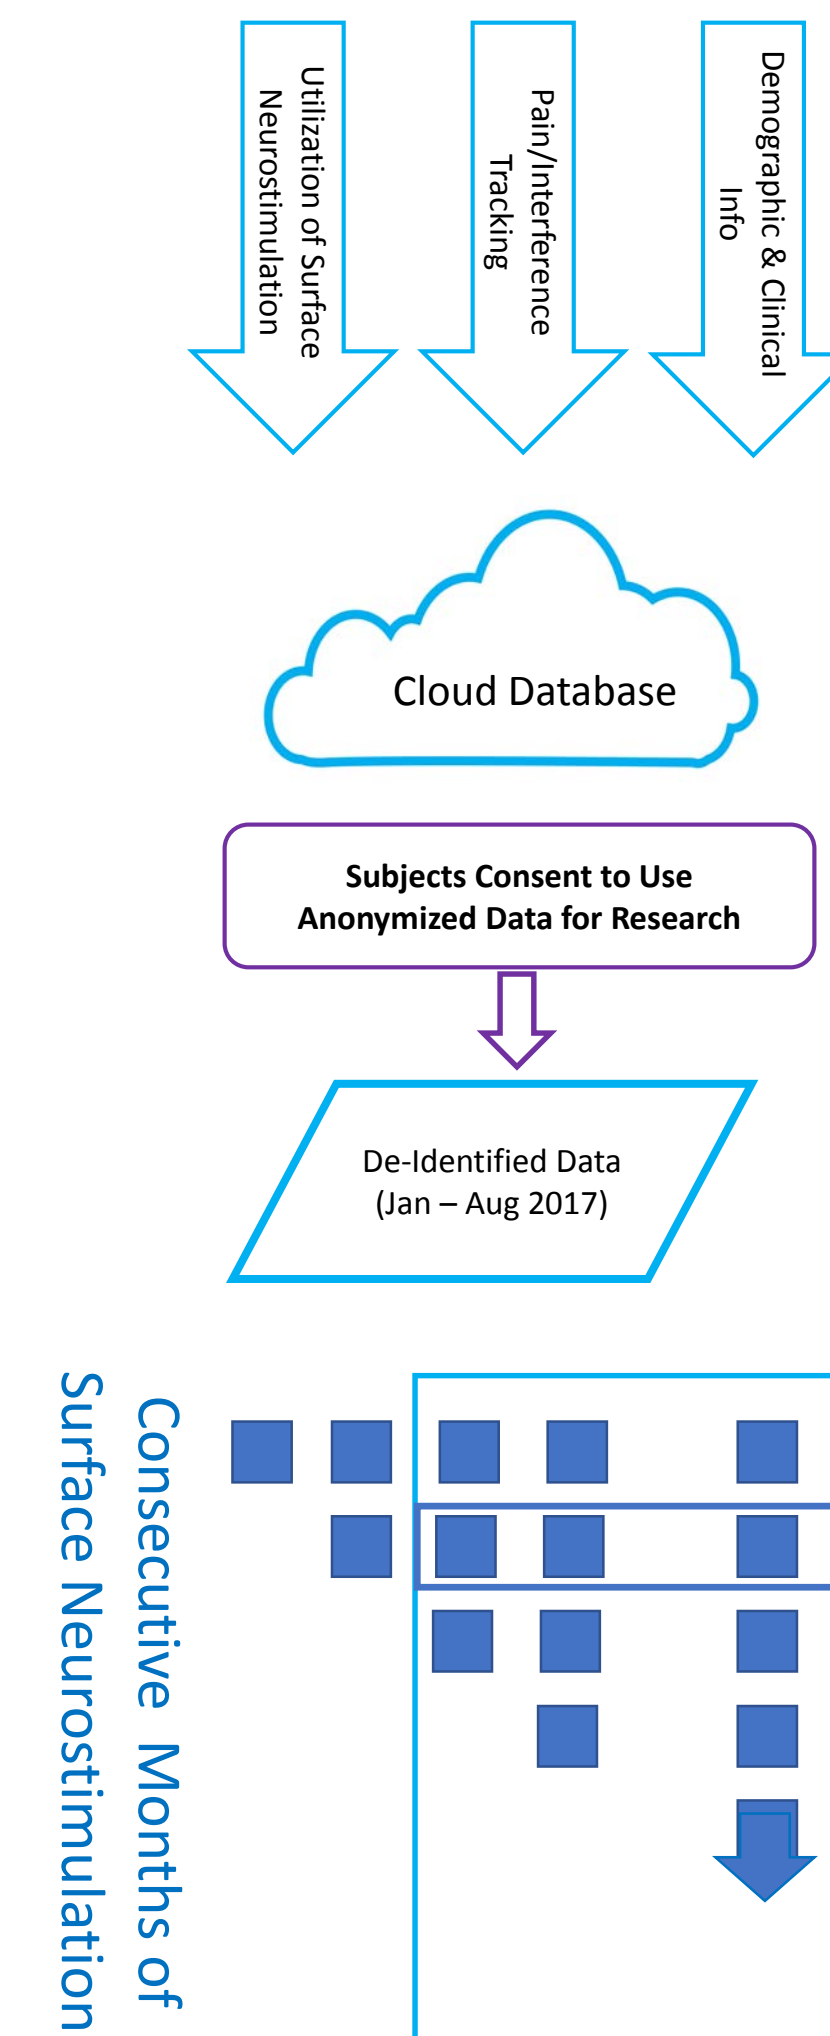 Utilization of Surface
Neurostimulation
Pain/Interference
Tracking
Demographic & Clinical
Info
Cloud Database
Subjects Consent to Use
Anonymized Data for Research
De-Identified Data
(Jan – Aug 2017)
Consecutive Months of
Surface Neurostimulation